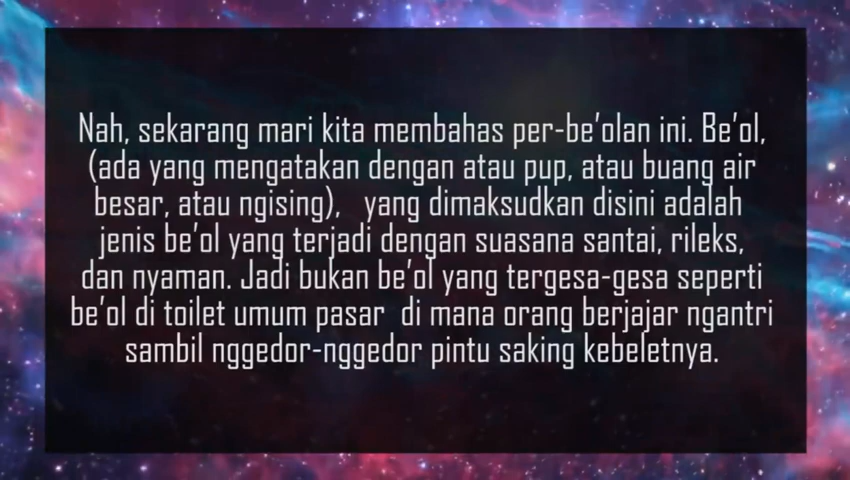 Nah, sekarang mari kita membahas per-be'olan ini. Be'ol,
(ada yang mengatakan dengan atau pup, atau buang air
besar, atau ngising),   yang dimaksudkan disini adalah
jenis be'ol yang terjadi dengan suasana santai, rileks,
dan nyaman. Jadi bukan be'ol yang tergesa-gesa seperti
be'ol di toilet umum pasar  di mana orang berjajar ngantri
sambil nggedor-nggedor pintu saking kebeletnya.